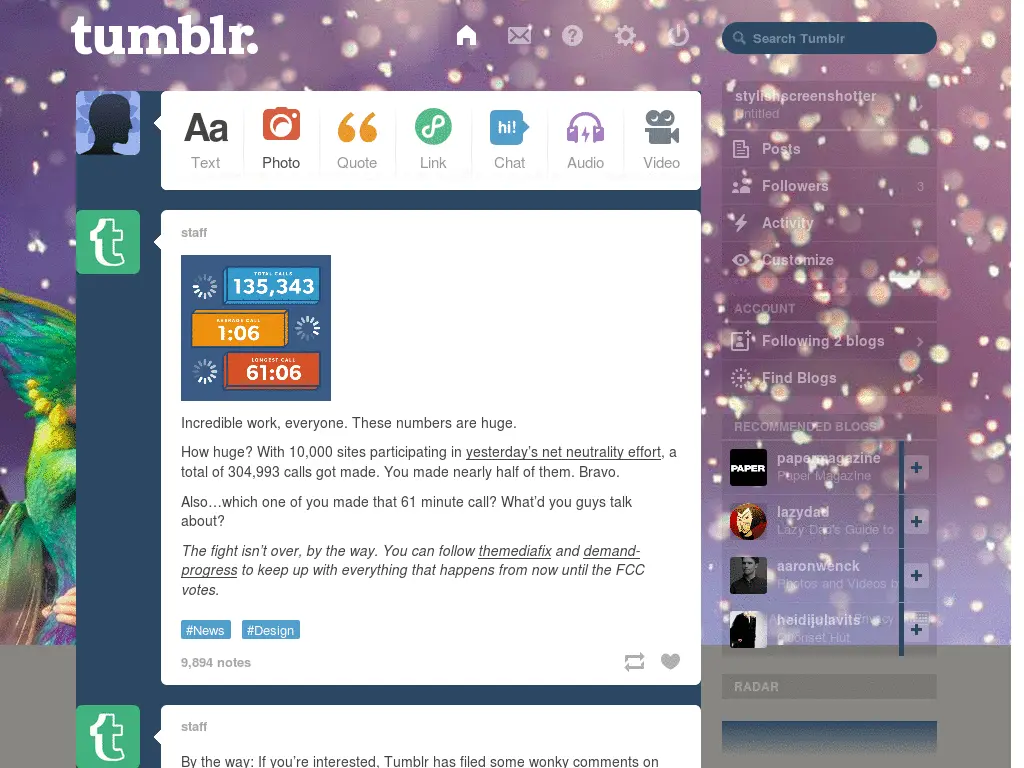 tumblr.
Search Tumblr
Aa
hi!
Text
Photo
Quote
Link
Chat
Audio
Video
staff
TOTAL CALLS
135,343
AVERAGE CALL
1:06
LONGEST CALL
61:06
Incredible work, everyone. These numbers are huge.
How huge? With 10,000 sites participating in yesterday's net neutrality effort, a
total of 304,993 calls got made. You made nearly half of them. Bravo.
Also…which one of you made that 61 minute call? What'd you guys talk
about?
The fight isn't over, by the way. You can follow themediafix and demand-
progress to keep up with everything that happens from now until the FCC
votes.
#News #Design
9,894 notes
staff
By the way: If you're interested, Tumblr has filed some wonky comments on
stylishscreenshotter
Untitled
Posts
Followers 3
Activity
Customize
ACCOUNT
Following 2 blogs
Find Blogs
RECOMMENDED BLOGS
PAPER
papermagazine
Paper Magazine
lazydad
Lazy Dad's Guide to
aaronwenck
Photos and Videos b
heidijulavits
Privacy
Quonset Hut
RADAR